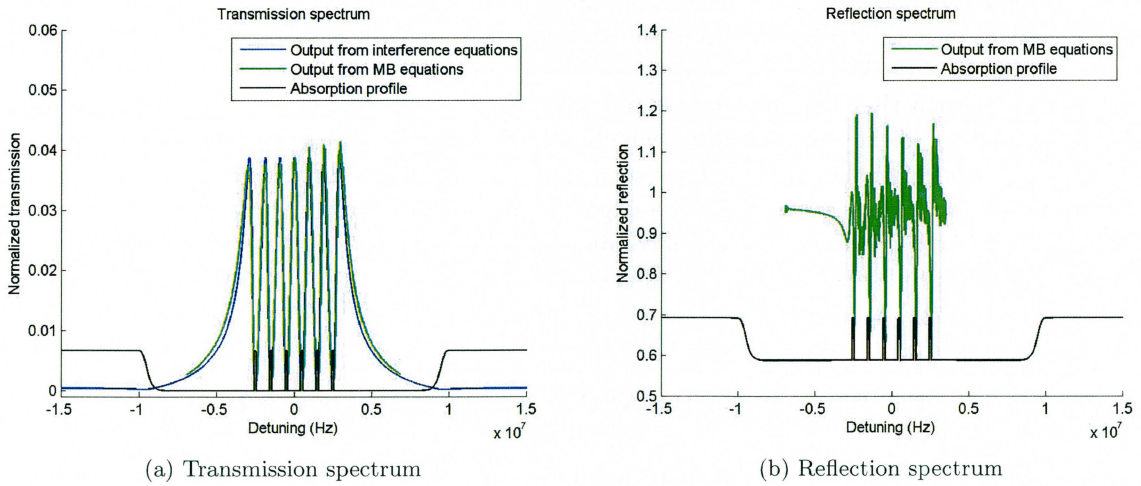 Transmission spectrum
0.06
0.05
0.04
0.03
0.02
0.01
0
Normalized transmission
Output from interference equations
Output from MB equations
Absorption profile
-1.5
-1
-0.5
0
0.5
1
1.5
Detuning (Hz)
x 10^7
(a) Transmission spectrum
Reflection spectrum
1.4
1.3
1.2
1.1
1
0.9
0.8
0.7
0.6
0.5
Normalized reflection
Output from MB equations
Absorption profile
-1.5
-1
-0.5
0
0.5
1
1.5
Detuning (Hz)
x 10^7
(b) Reflection spectrum